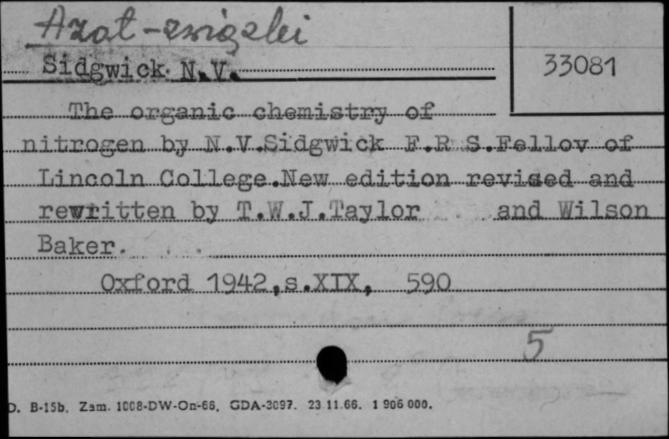 Azot-związki
Sidgwick N.V.
33081
The organic chemistry of
nitrogen by N.V.Sidgwick F.R S.Fellov of
Lincoln College.New edition revised and
rewritten by T.W.J.Taylor and Wilson
Baker.
Oxford 1942,s.XIX, 590
5
D. B-15b. Zam. 1008-DW-On-66. GDA-3097. 23 11.66. 1 906 000.